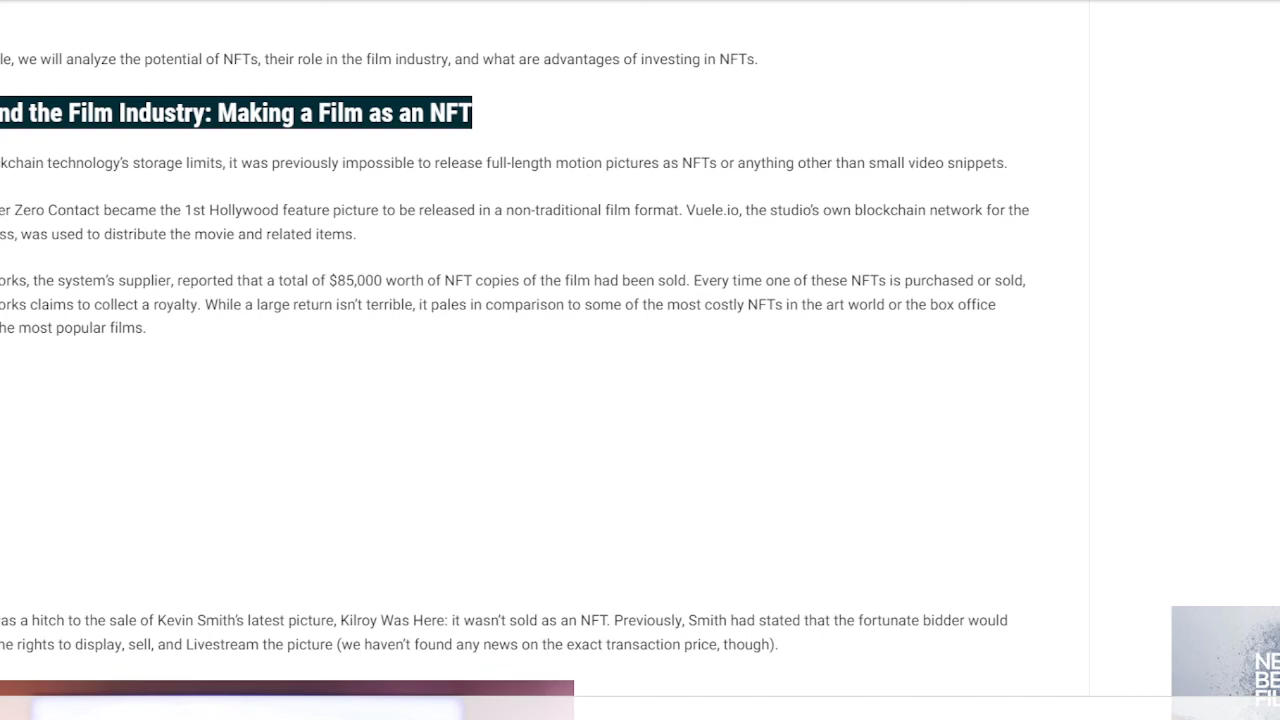 le, we will analyze the potential of NFTs, their role in the film industry, and what are advantages of investing in NFTs.
nd the Film Industry: Making a Film as an NFT
kchain technology's storage limits, it was previously impossible to release full-length motion pictures as NFTs or anything other than small video snippets.
er Zero Contact became the 1st Hollywood feature picture to be released in a non-traditional film format. Vuele.io, the studio's own blockchain network for the
ss, was used to distribute the movie and related items.
orks, the system's supplier, reported that a total of $85,000 worth of NFT copies of the film had been sold. Every time one of these NFTs is purchased or sold,
orks claims to collect a royalty. While a large return isn't terrible, it pales in comparison to some of the most costly NFTs in the art world or the box office
he most popular films.
as a hitch to the sale of Kevin Smith's latest picture, Kilroy Was Here: it wasn't sold as an NFT. Previously, Smith had stated that the fortunate bidder would
he rights to display, sell, and Livestream the picture (we haven't found any news on the exact transaction price, though).
NE
BE
FIL